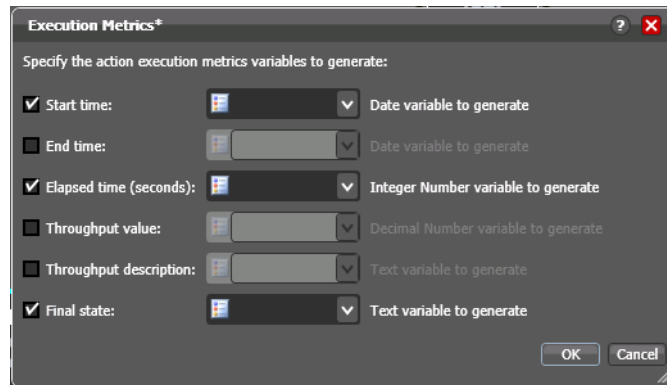 Execution Metrics*
Specify the action execution metrics variables to generate:
Start time: Date variable to generate
End time: Date variable to generate
Elapsed time (seconds): Integer Number variable to generate
Throughput value: Decimal Number variable to generate
Throughput description: Text variable to generate
Final state: Text variable to generate
OK Cancel